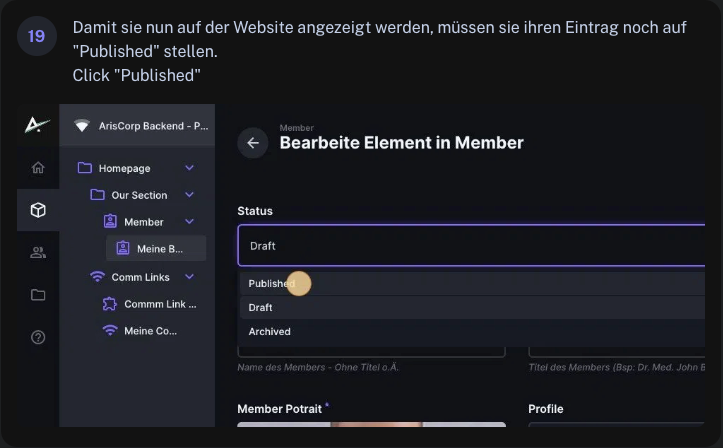 19
Damit sie nun auf der Website angezeigt werden, müssen sie ihren Eintrag noch auf
"Published" stellen.
Click "Published"
ArisCorp Backend - P...
Homepage
Our Section
Member
Meine B...
Comm Links
Commm Link ...
Meine Co...
Member
Bearbeite Element in Member
Status
Draft
Published
Draft
Archived
Name des Members - Ohne Titel o.Ä.
Titel des Members (Bsp: Dr. Med. John B
Member Potrait *
Profile